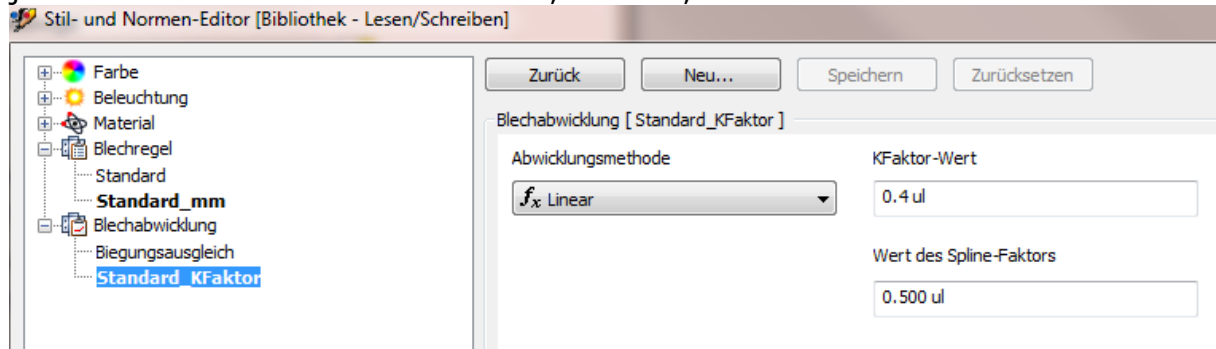 Stil- und Normen-Editor [Bibliothek - Lesen/Schreiben]
Farbe
Beleuchtung
Material
Blechregel
Standard
Standard_mm
Blechabwicklung
Biegungsausgleich
Standard_KFaktor
Zurück Neu... Speichern Zurücksetzen
Blechabwicklung [ Standard_KFaktor ]
Abwicklungsmethode KFaktor-Wert
fx Linear 0.4 ul
Wert des Spline-Faktors
0.500 ul